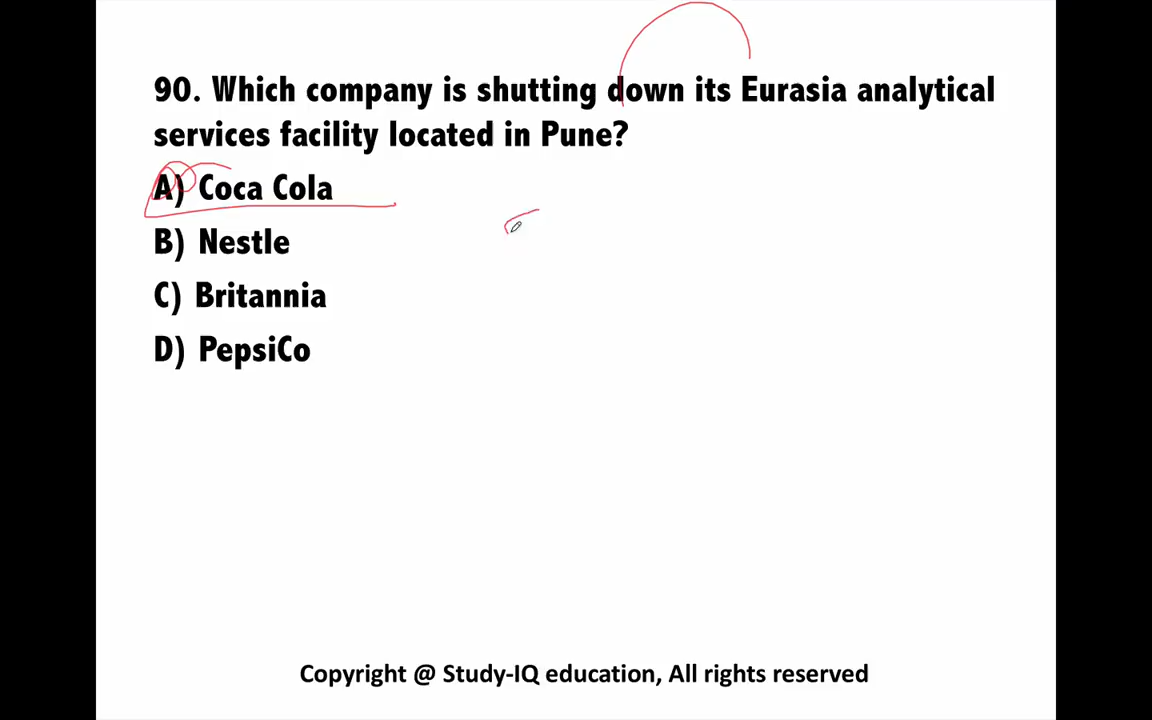 90. Which company is shutting down its Eurasia analytical
services facility located in Pune?
A) Coca Cola
B) Nestle
C) Britannia
D) PepsiCo
Copyright @ Study-IQ education, All rights reserved